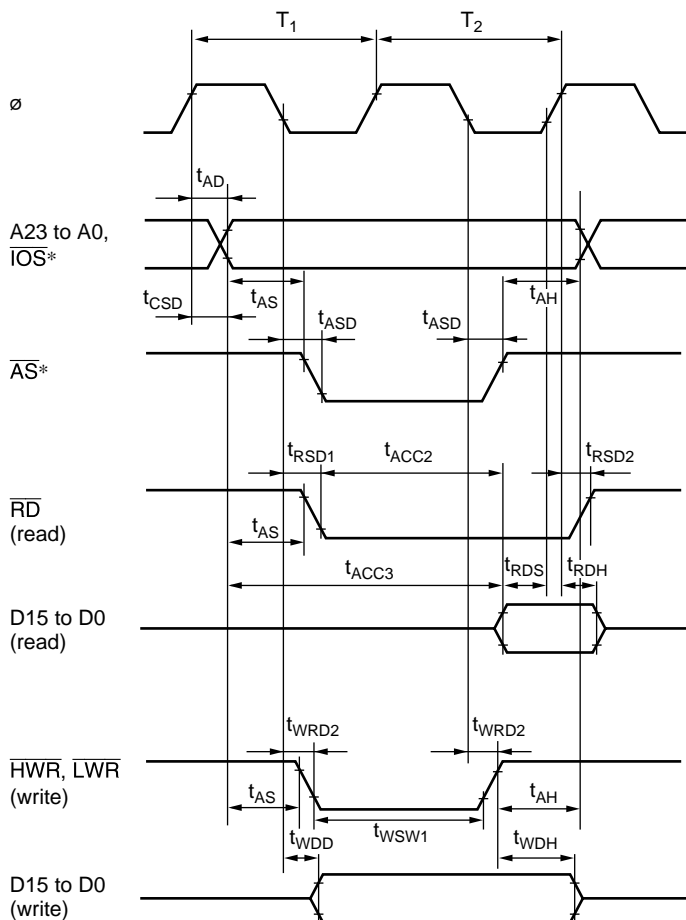 T1 T2
ø
tAD
A23 to A0,
IOS*
tCSD tAS tAH
tASD tASD
AS*
tRSD1 tACC2 tRSD2
RD
(read)
tAS
tACC3 tRDS tRDH
D15 to D0
(read)
tWRD2 tWRD2
HWR, LWR
(write)
tAS tAH
tWDD tWSW1 tWDH
D15 to D0
(write)